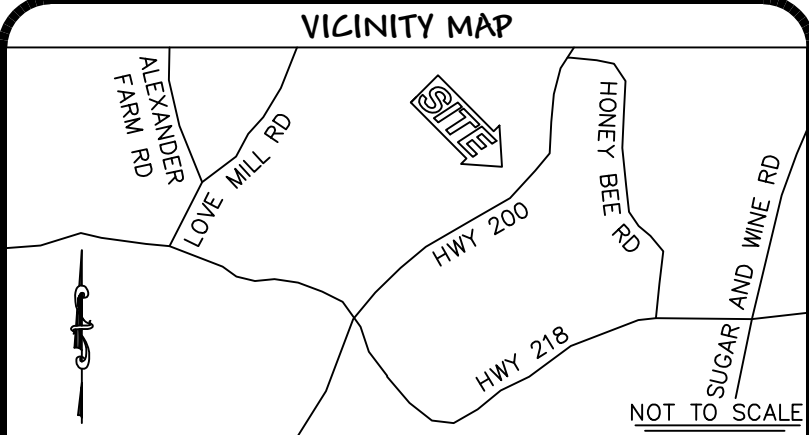 VICINITY MAP
ALEXANDER
FARM RD
LOVE MILL RD
SITE
HWY 200
HONEY BEE RD
SUGAR AND WINE RD
HWY 218
NOT TO SCALE